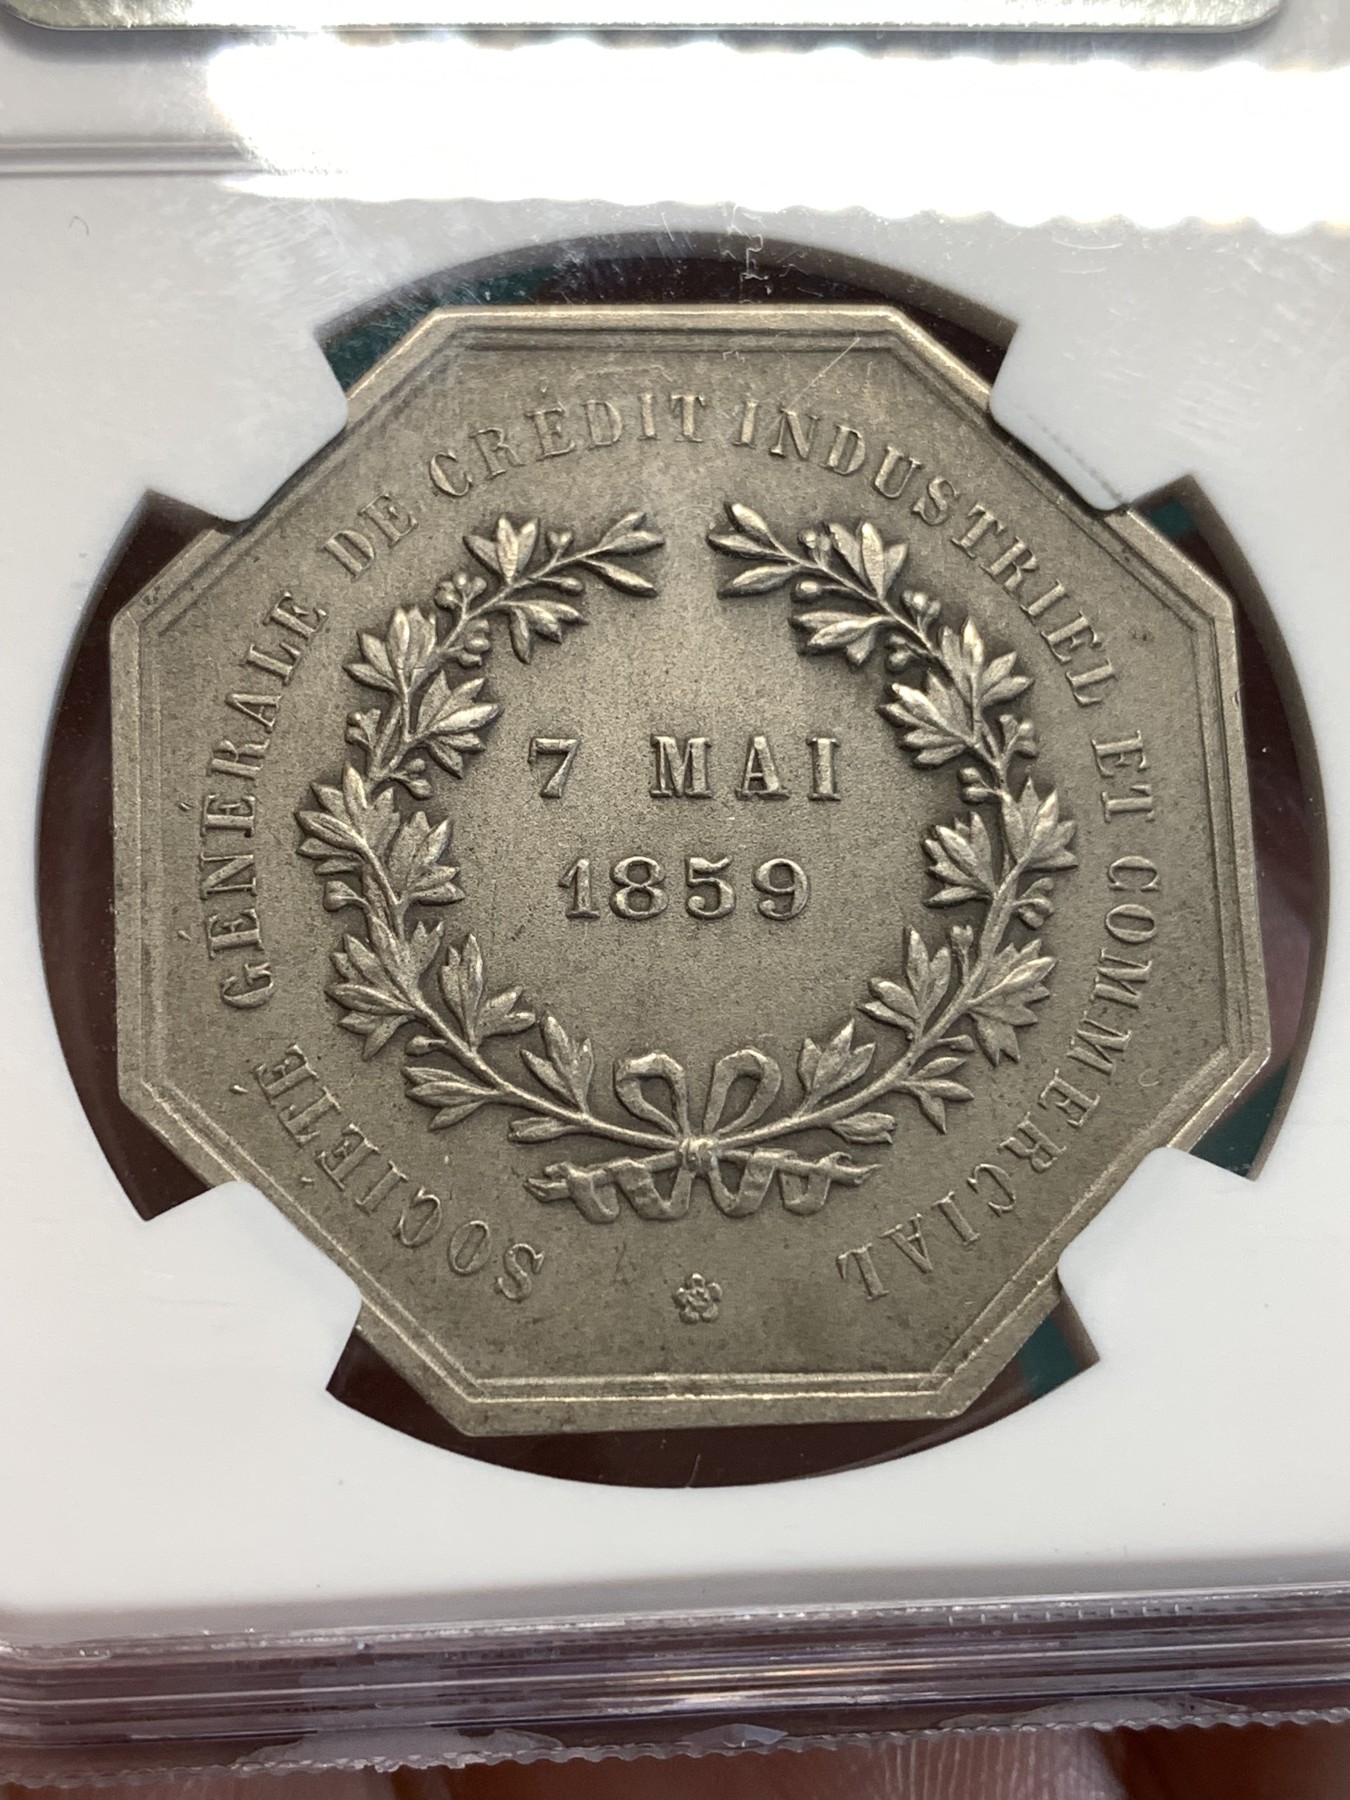 SOCIÉTÉ GÉNÉRALE DE CRÉDIT INDUSTRIEL ET COMMERCIAL
7 MAI
1859